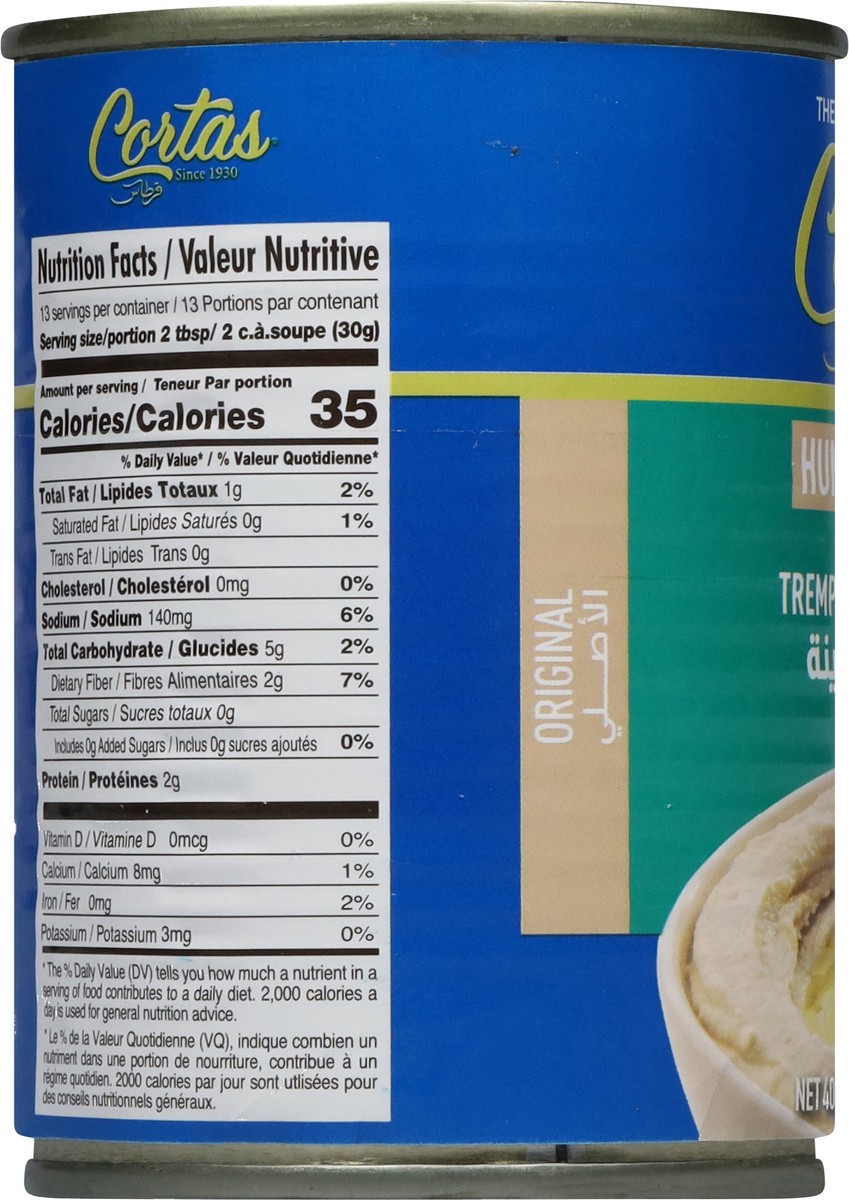 Cortas
Since 1930
قرطاس
Nutrition Facts / Valeur Nutritive
13 servings per container / 13 Portions par contenant
Serving size/portion 2 tbsp/ 2 c.à.soupe (30g)
Amount per serving / Teneur Par portion
Calories/Calories 35
% Daily Value* / % Valeur Quotidienne*
Total Fat / Lipides Totaux 1g 2%
Saturated Fat / Lipides Saturés 0g 1%
Trans Fat / Lipides Trans 0g
Cholesterol / Cholestérol 0mg 0%
Sodium / Sodium 140mg 6%
Total Carbohydrate / Glucides 5g 2%
Dietary Fiber / Fibres Alimentaires 2g 7%
Total Sugars / Sucres totaux 0g
Includes 0g Added Sugars / Inclus 0g sucres ajoutés 0%
Protein / Protéines 2g
Vitamin D / Vitamine D 0mcg 0%
Calcium / Calcium 8mg 1%
Iron / Fer 0mg 2%
Potassium / Potassium 3mg 0%
* The % Daily Value (DV) tells you how much a nutrient in a
serving of food contributes to a daily diet. 2,000 calories a
day is used for general nutrition advice.
* Le % de la Valeur Quotidienne (VQ), indique combien un
nutriment dans une portion de nourriture, contribue à un
régime quotidien. 2000 calories par jour sont utlisées pour
des conseils nutritionnels généraux.
ORIGINAL
الأصلي
THE
HU
TREMP
NET 40